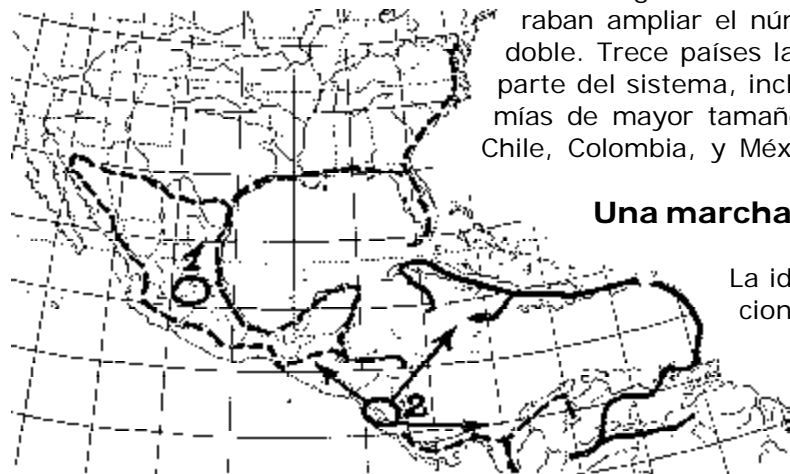 raban ampliar el núr
doble. Trece países la
parte del sistema, incl
mías de mayor tamañ
Chile, Colombia, y Méx
Una marcha
La id
cion
1
2